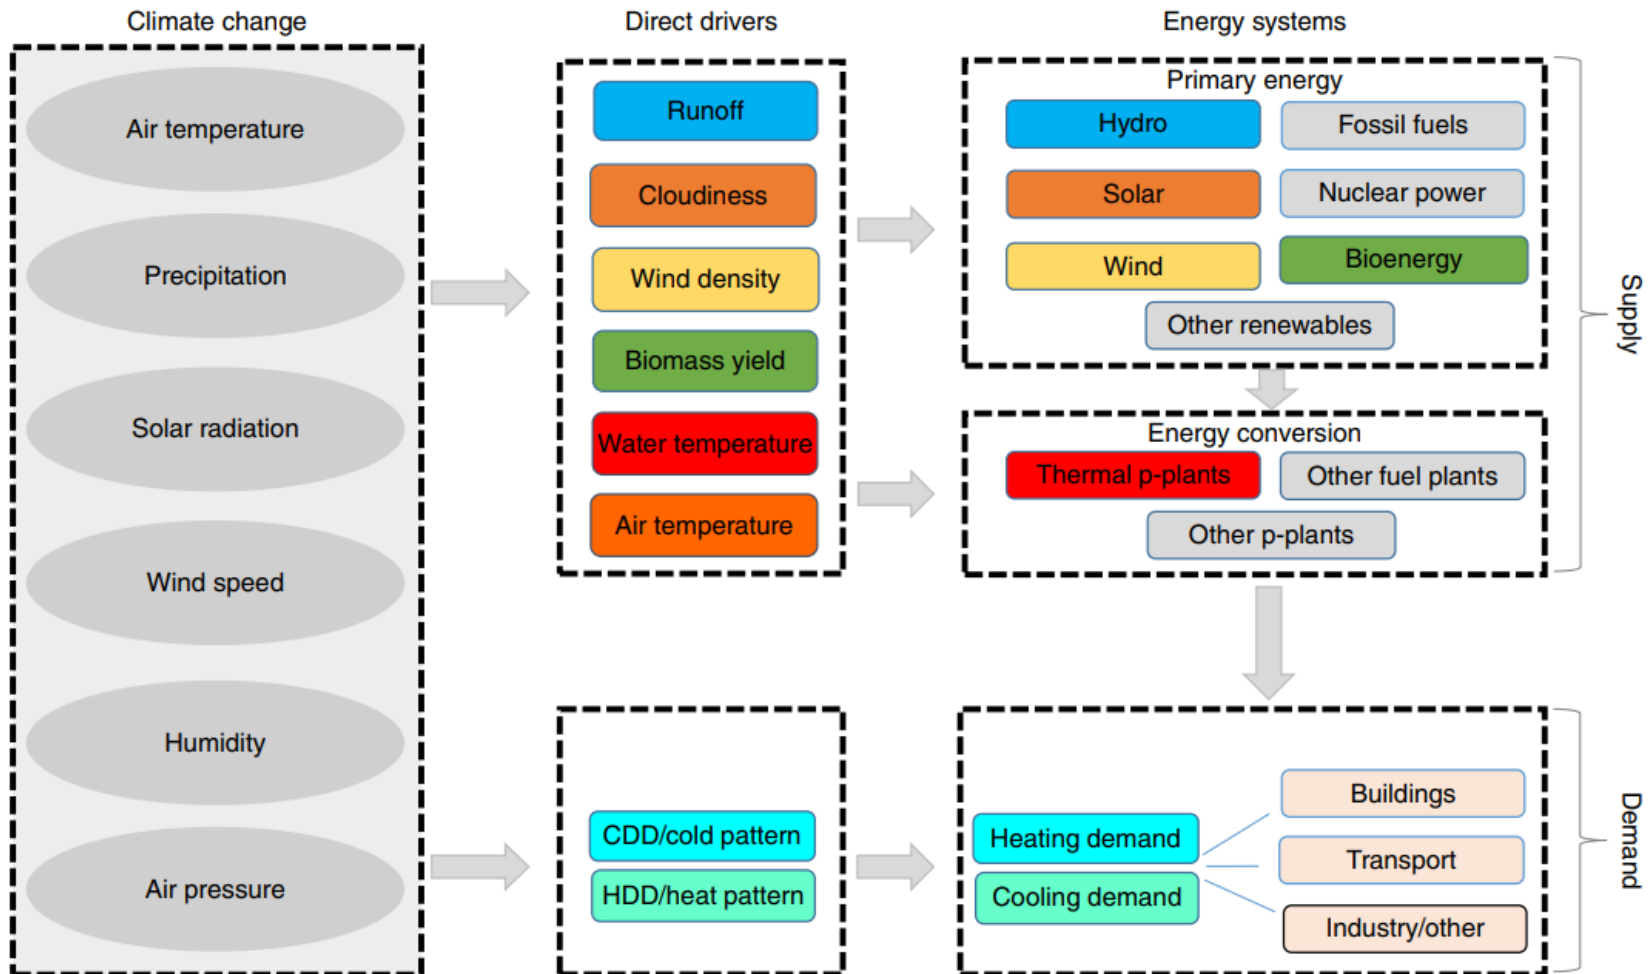 Climate change
Air temperature
Precipitation
Solar radiation
Wind speed
Humidity
Air pressure
Direct drivers
Runoff
Cloudiness
Wind density
Biomass yield
Water temperature
Air temperature
CDD/cold pattern
HDD/heat pattern
Energy systems
Primary energy
Hydro
Fossil fuels
Solar
Nuclear power
Wind
Bioenergy
Other renewables
Energy conversion
Thermal p-plants
Other fuel plants
Other p-plants
Supply
Heating demand
Cooling demand
Buildings
Transport
Industry/other
Demand